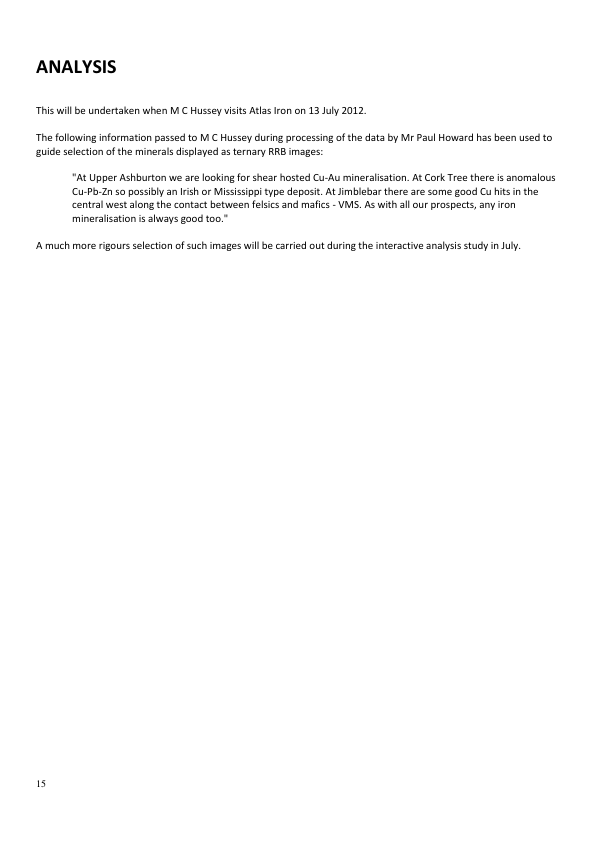 ANALYSIS
This will be undertaken when M C Hussey visits Atlas Iron on 13 July 2012.
The following information passed to M C Hussey during processing of the data by Mr Paul Howard has been used to
guide selection of the minerals displayed as ternary RRB images:
"At Upper Ashburton we are looking for shear hosted Cu-Au mineralisation. At Cork Tree there is anomalous
Cu-Pb-Zn so possibly an Irish or Mississippi type deposit. At Jimblebar there are some good Cu hits in the
central west along the contact between felsics and mafics - VMS. As with all our prospects, any iron
mineralisation is always good too."
A much more rigours selection of such images will be carried out during the interactive analysis study in July.
15